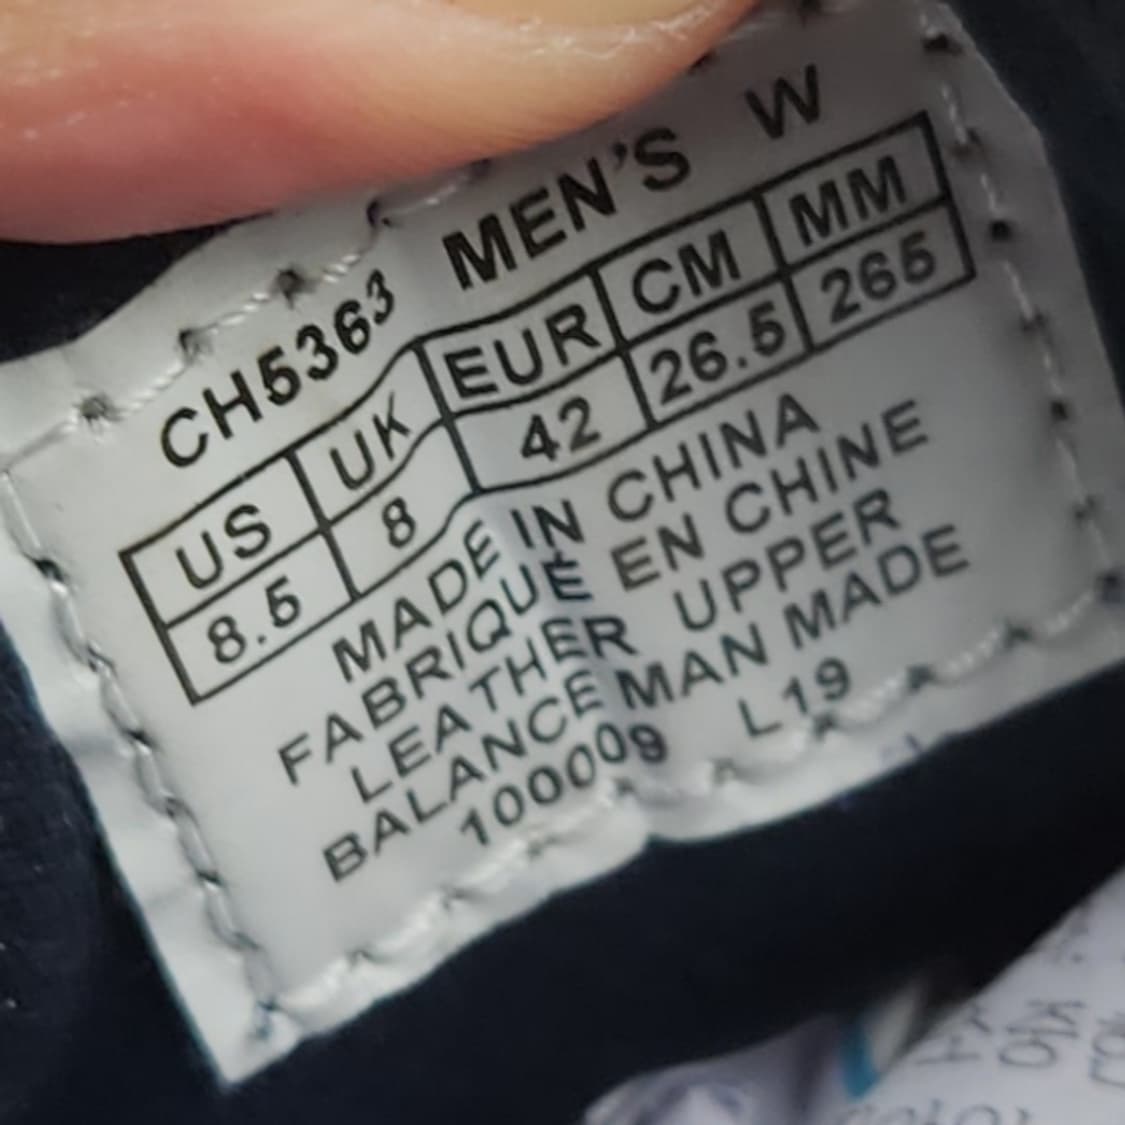 CH5363 MEN'S W
US UK EUR CM MM
8.5 8 42 26.5 265
MADE IN CHINA
FABRIQUÉ EN CHINE
LEATHER UPPER
BALANCE MAN MADE
100009 L19